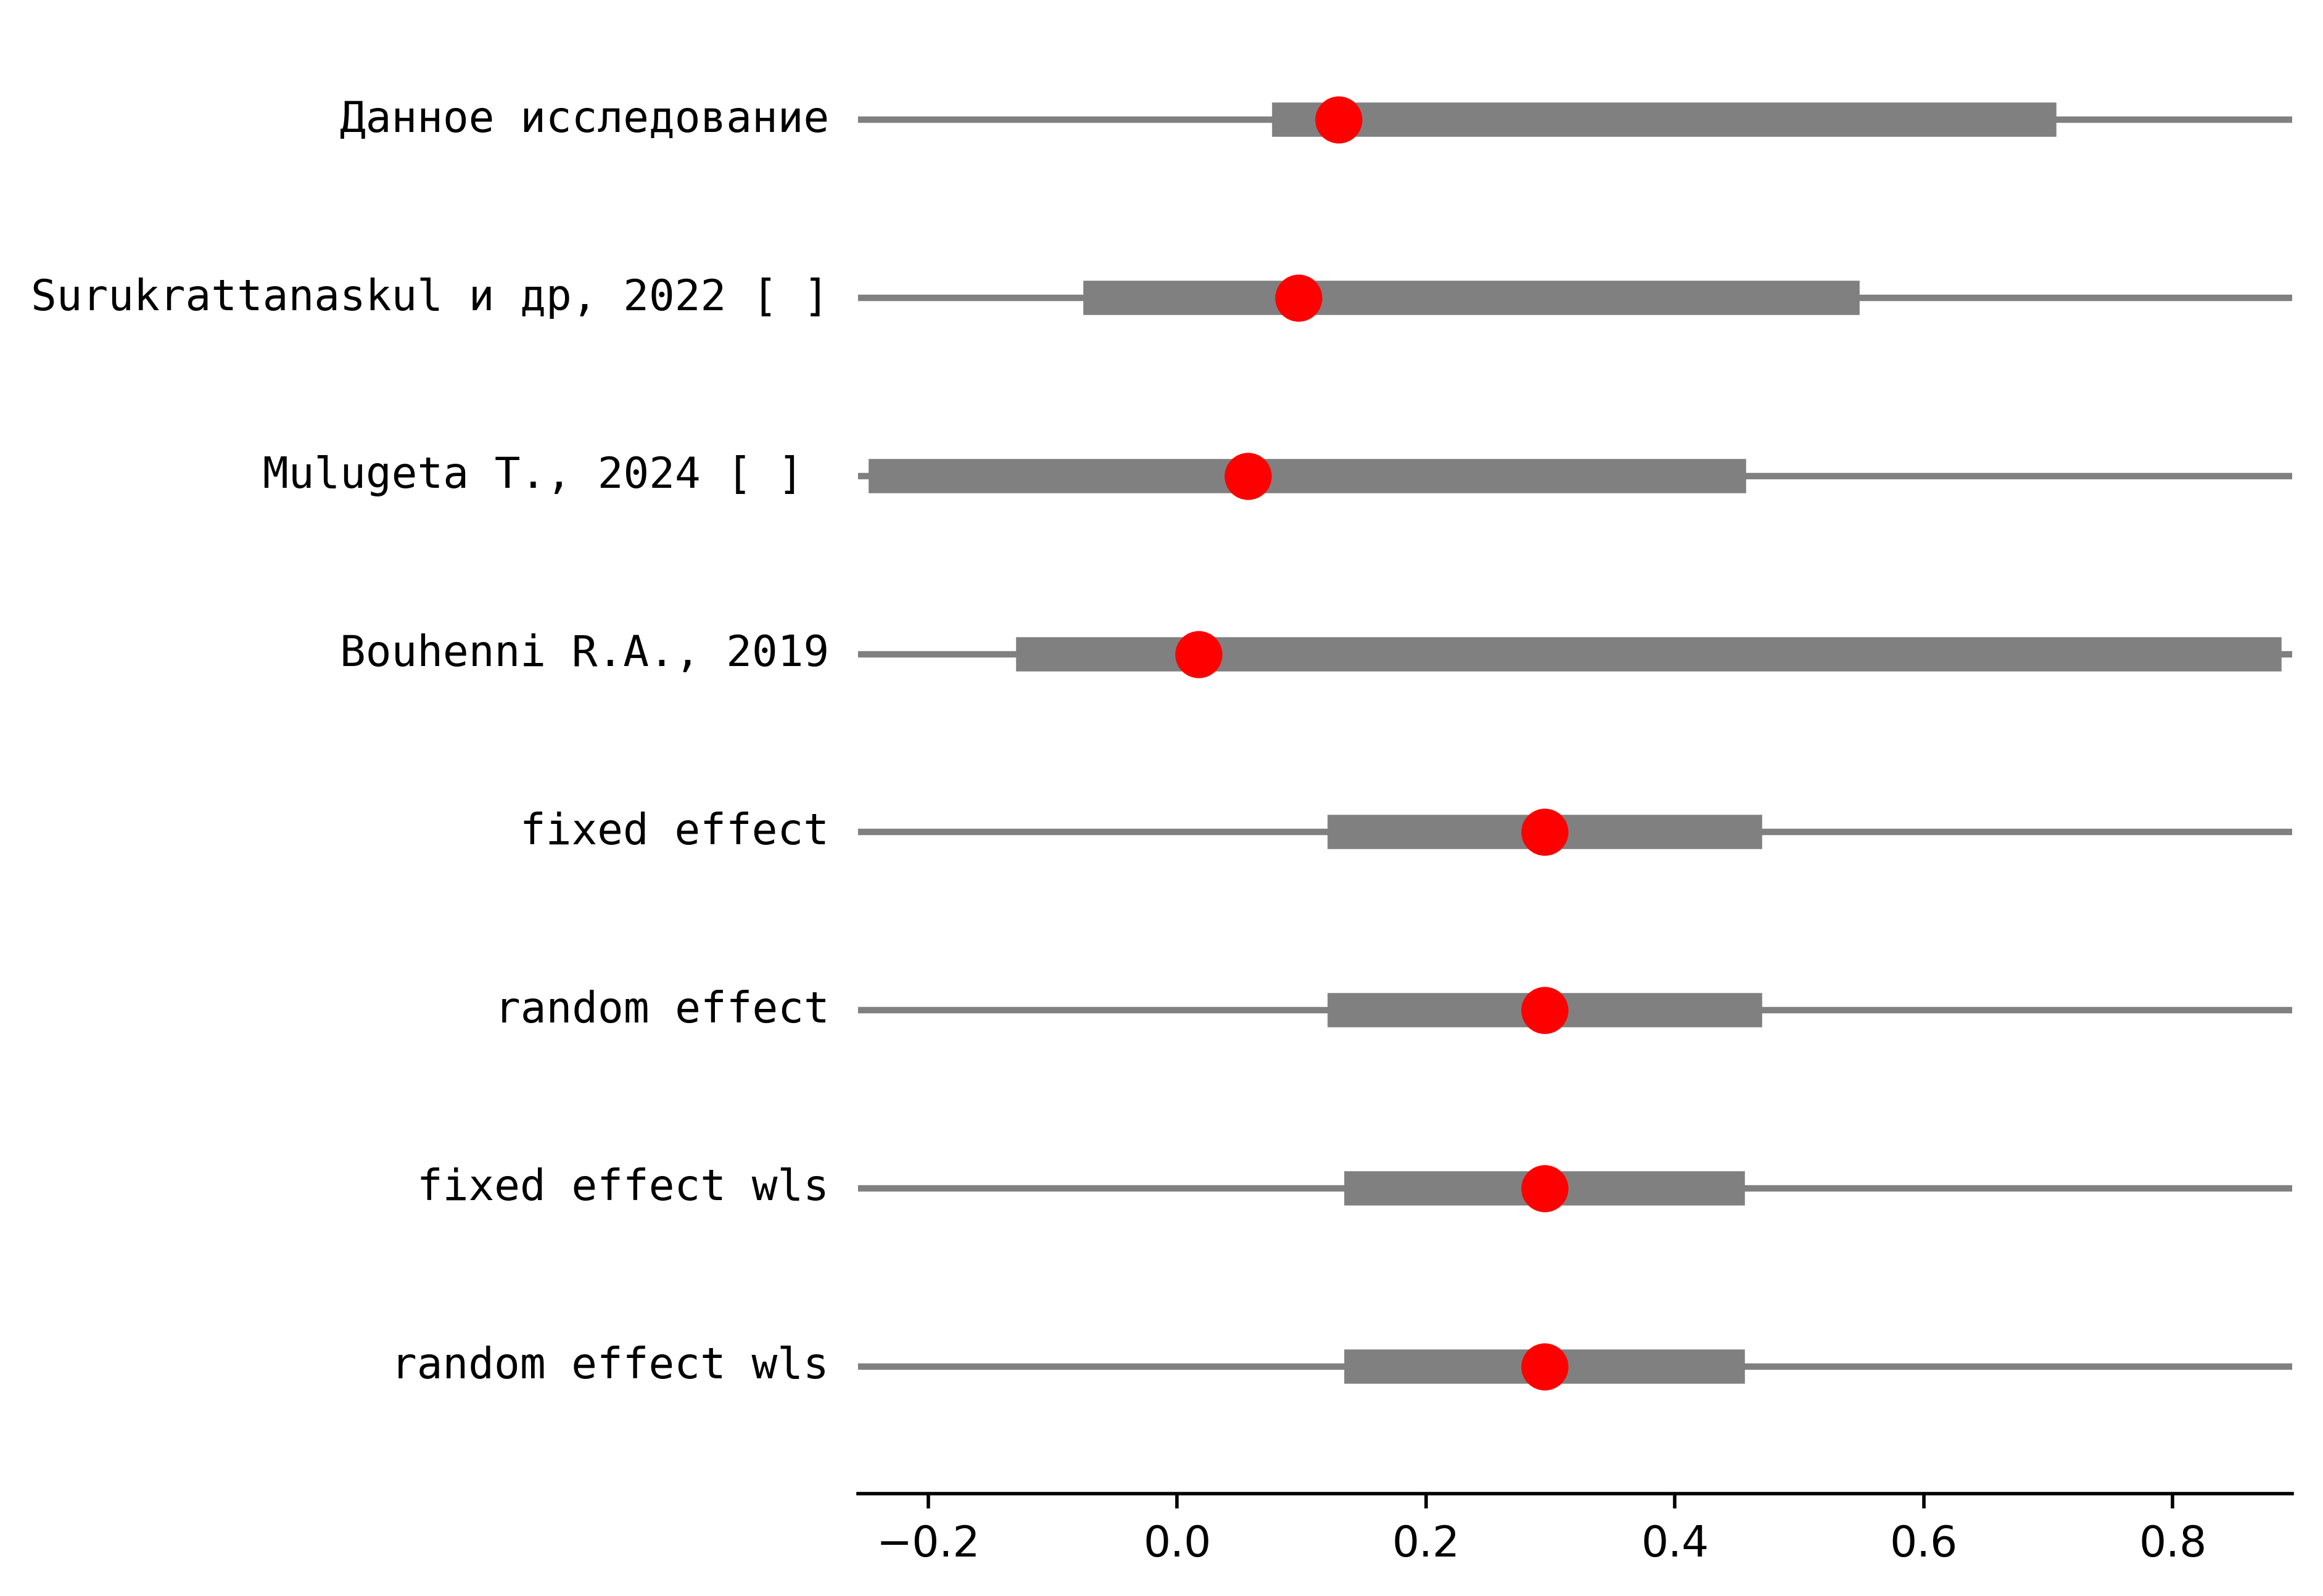 Данное исследование
Surukrattanaskul и др, 2022 [ ]
Mulugeta T., 2024 [ ]
Bouhenni R.A., 2019
fixed effect
random effect
fixed effect wls
random effect wls
−0.2 0.0 0.2 0.4 0.6 0.8